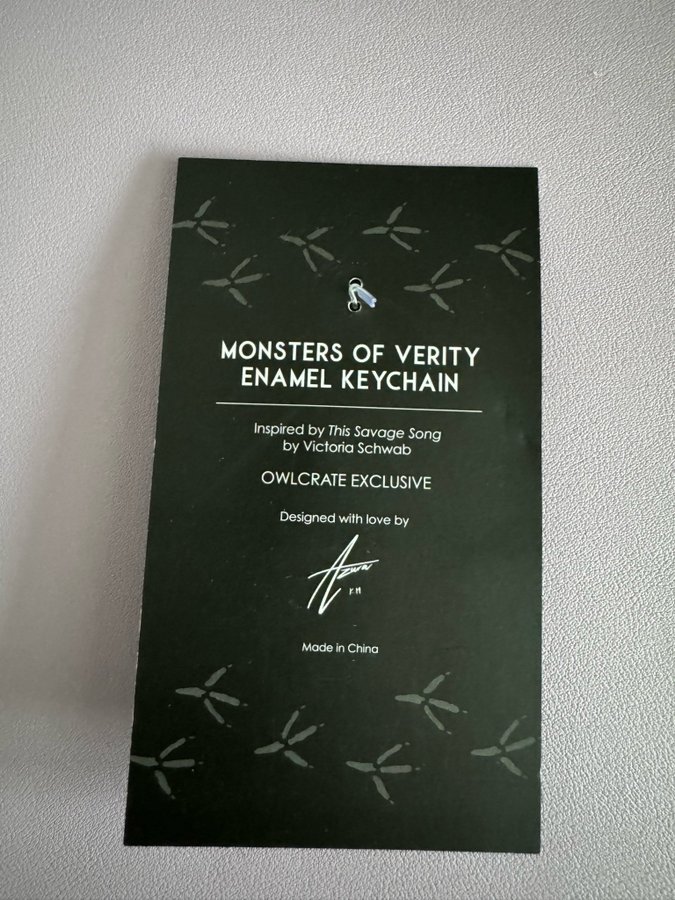 MONSTERS OF VERITY
ENAMEL KEYCHAIN
Inspired by This Savage Song
by Victoria Schwab
OWLCRATE EXCLUSIVE
Designed with love by
Azura
KM
Made in China